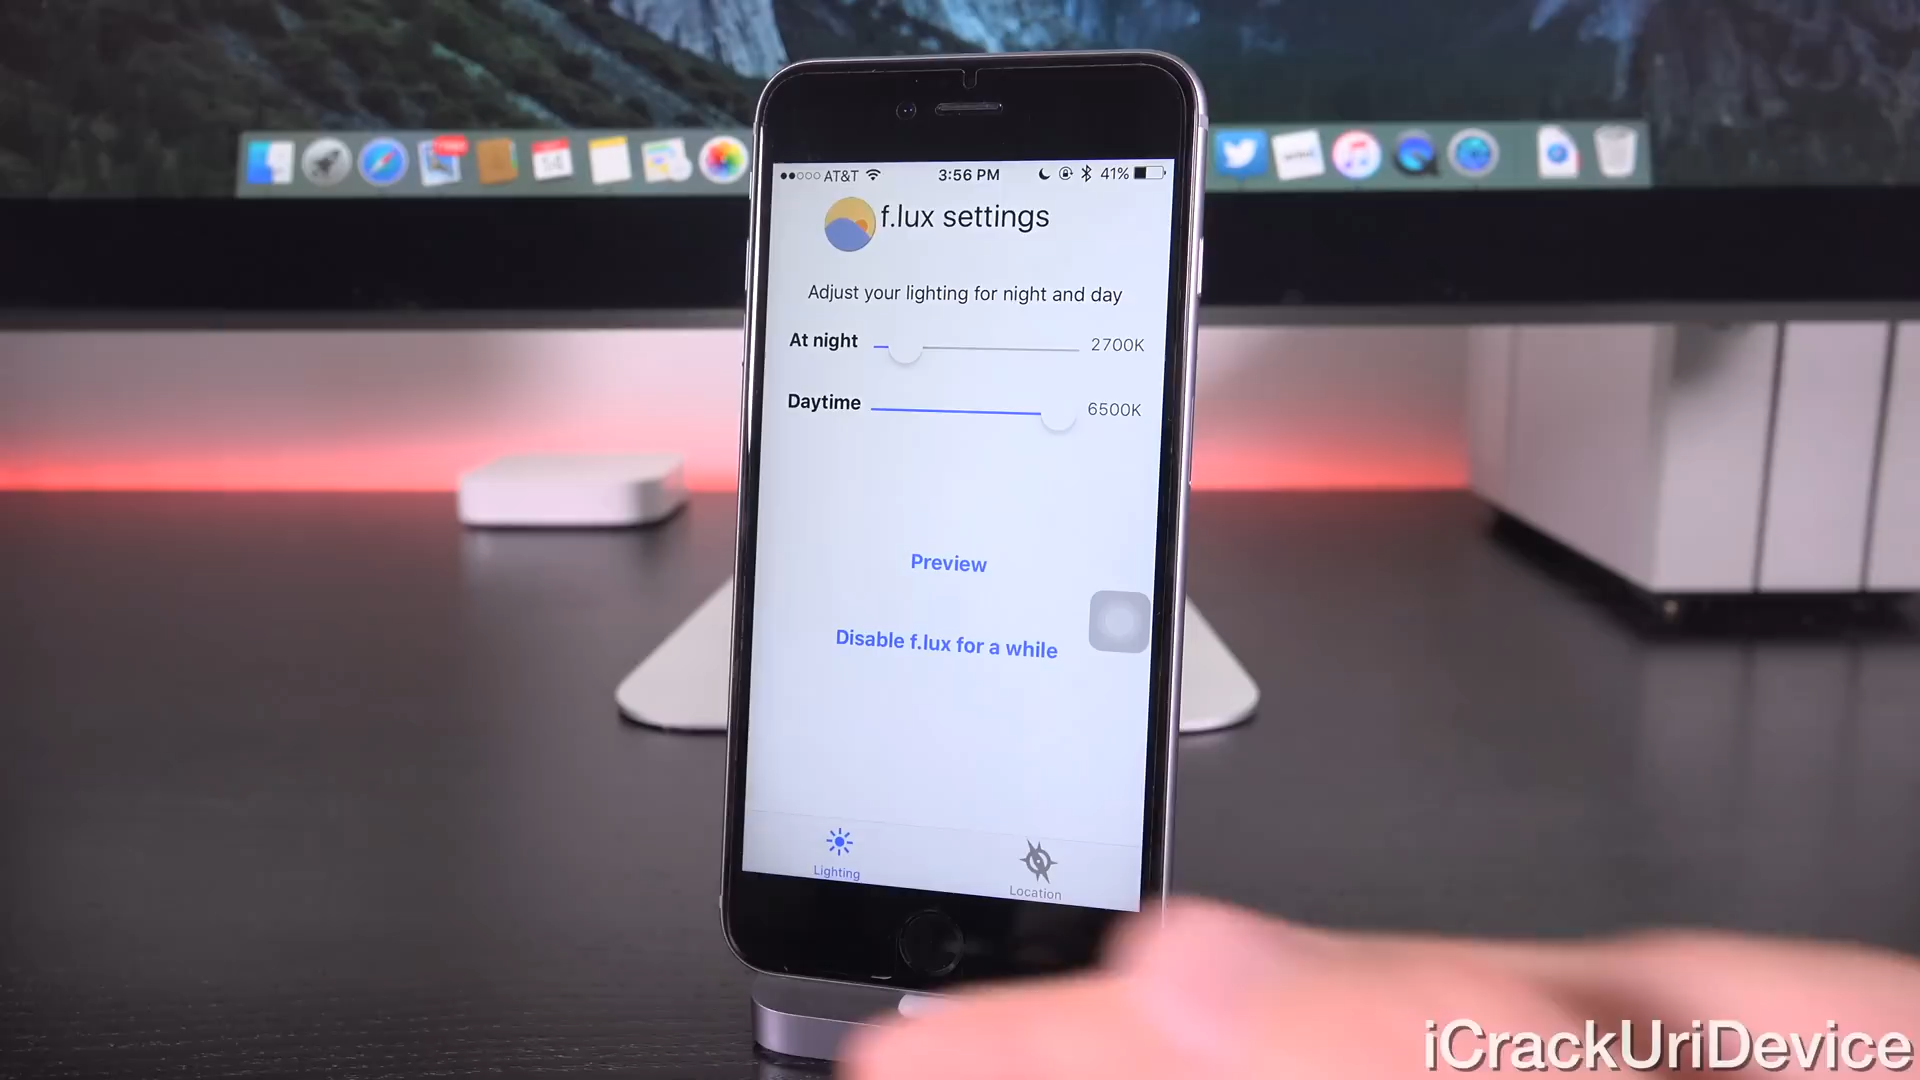 AT&T 3:56 PM 41%
f.lux settings
Adjust your lighting for night and day
At night 2700K
Daytime 6500K
Preview
Disable f.lux for a while
Lighting
Location
iCrackUriDevice